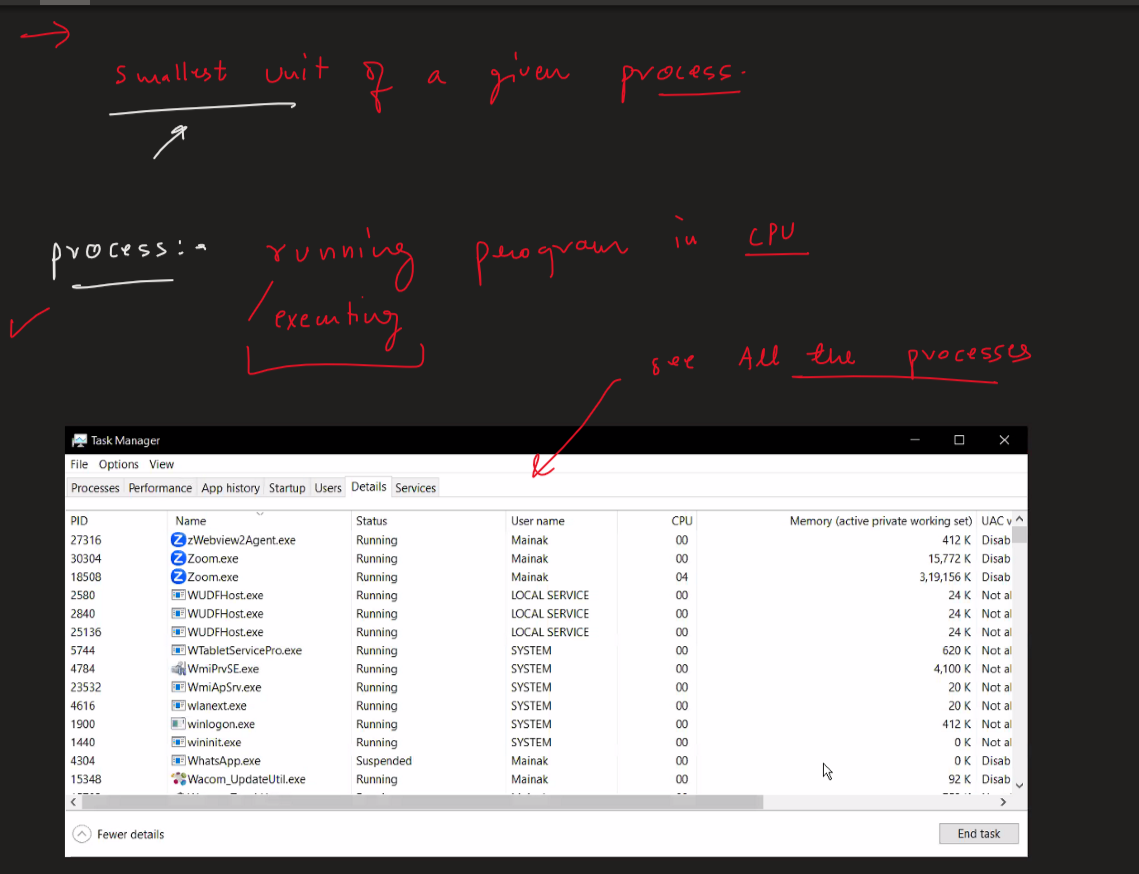 smallest unit of a given process.
process:- running program in CPU
/ executing
see All the processes
Task Manager
File Options View
Processes Performance App history Startup Users Details Services
PID Name Status User name CPU Memory (active private working set) UAC v
27316 zWebview2Agent.exe Running Mainak 00 412 K Disab
30304 Zoom.exe Running Mainak 00 15,772 K Disab
18508 Zoom.exe Running Mainak 04 3,19,156 K Disab
2580 WUDFHost.exe Running LOCAL SERVICE 00 24 K Not al
2840 WUDFHost.exe Running LOCAL SERVICE 00 24 K Not al
25136 WUDFHost.exe Running LOCAL SERVICE 00 24 K Not al
5744 WTabletServicePro.exe Running SYSTEM 00 620 K Not al
4784 WmiPrvSE.exe Running SYSTEM 00 4,100 K Not al
23532 WmiApSrv.exe Running SYSTEM 00 20 K Not al
4616 wlanext.exe Running SYSTEM 00 20 K Not al
1900 winlogon.exe Running SYSTEM 00 412 K Not al
1440 wininit.exe Running SYSTEM 00 0 K Not al
4304 WhatsApp.exe Suspended Mainak 00 0 K Disab
15348 Wacom_UpdateUtil.exe Running Mainak 00 92 K Disab
Fewer details End task